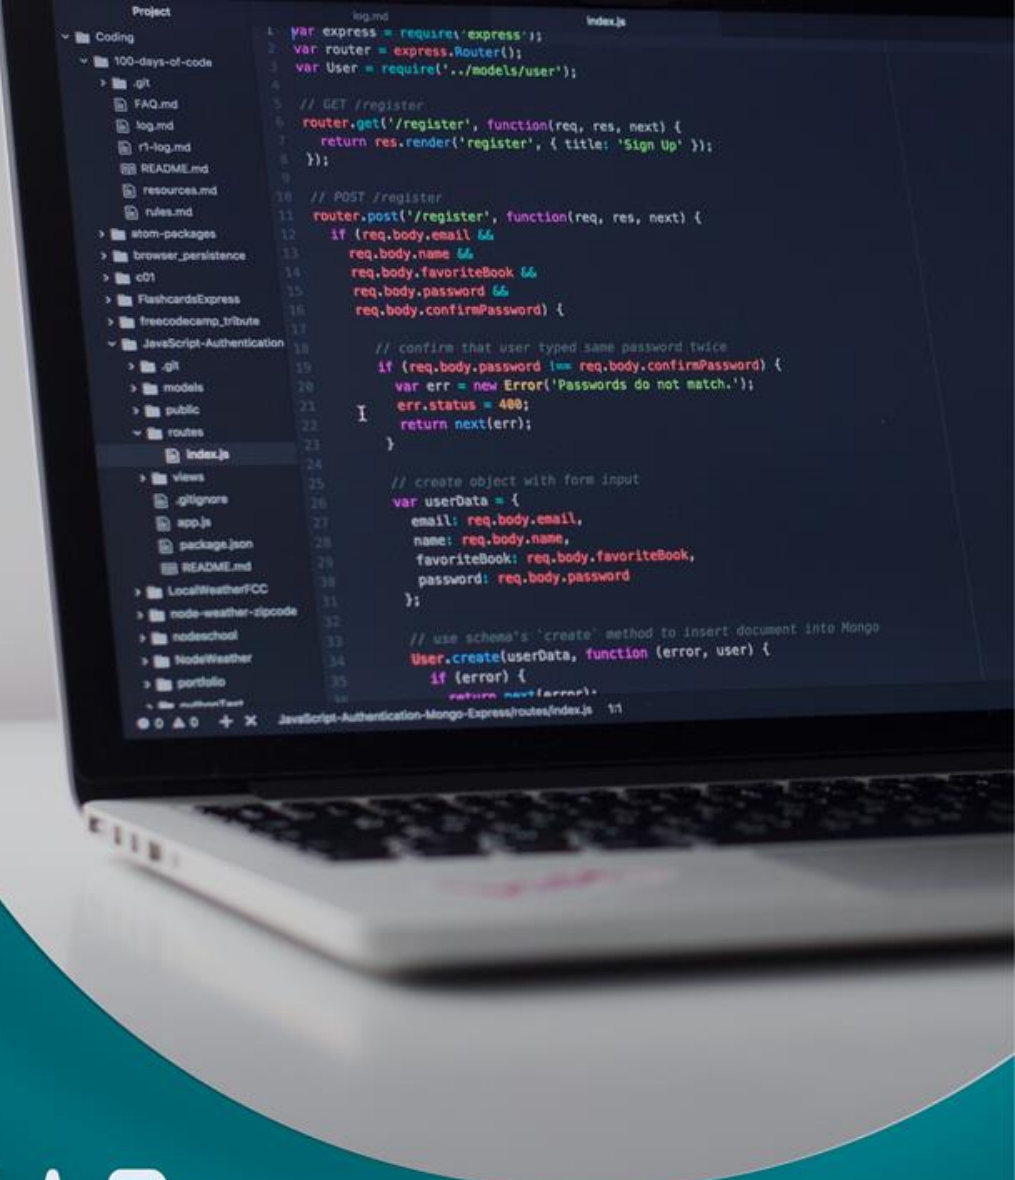 Project
log.md
index.js
Coding
100-days-of-code
.git
FAQ.md
log.md
r1-log.md
README.md
resources.md
rules.md
atom-packages
browser_persistence
c01
FlashcardsExpress
freecodecamp_tribute
JavaScript-Authentication
.git
models
public
routes
index.js
views
.gitignore
app.js
package.json
README.md
LocalWeatherFCC
node-weather-zipcode
nodeschool
NodeWeather
portfolio
1 var express = require('express');
2 var router = express.Router();
3 var User = require('../models/user');
4
5 // GET /register
6 router.get('/register', function(req, res, next) {
7 return res.render('register', { title: 'Sign Up' });
8 });
9
10 // POST /register
11 router.post('/register', function(req, res, next) {
12 if (req.body.email &&
13 req.body.name &&
14 req.body.favoriteBook &&
15 req.body.password &&
16 req.body.confirmPassword) {
17
18 // confirm that user typed same password twice
19 if (req.body.password !== req.body.confirmPassword) {
20 var err = new Error('Passwords do not match.');
21 err.status = 400;
22 return next(err);
23 }
24
25 // create object with form input
26 var userData = {
27 email: req.body.email,
28 name: req.body.name,
29 favoriteBook: req.body.favoriteBook,
30 password: req.body.password
31 };
32
33 // use schema's `create` method to insert document into Mongo
34 User.create(userData, function (error, user) {
35 if (error) {
return next(error);
0 0 + × JavaScript-Authentication-Mongo-Express/routes/index.js 1:1